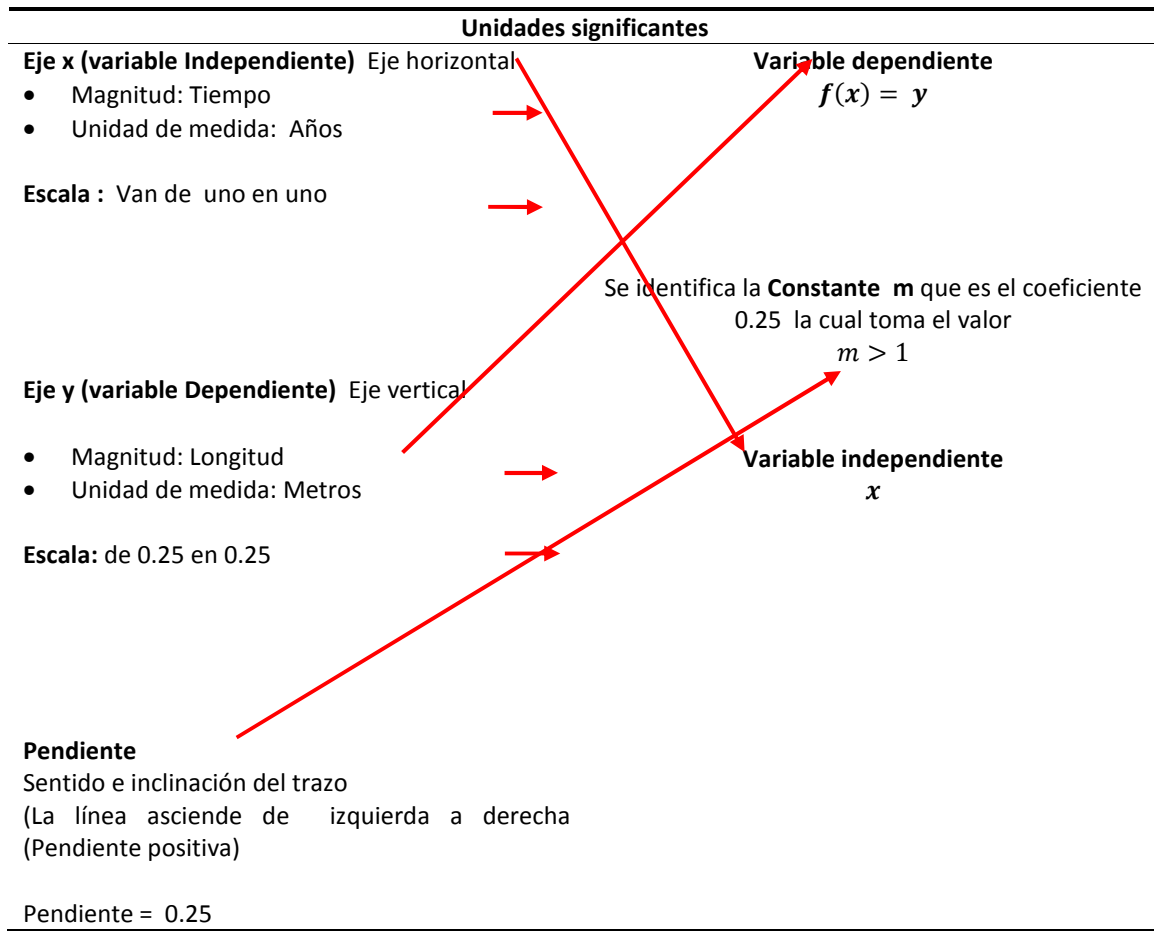 Unidades significantes
Eje x (variable Independiente) Eje horizontal
• Magnitud: Tiempo
• Unidad de medida: Años
Escala : Van de uno en uno
Eje y (variable Dependiente) Eje vertical
• Magnitud: Longitud
• Unidad de medida: Metros
Escala: de 0.25 en 0.25
Pendiente
Sentido e inclinación del trazo
(La línea asciende de izquierda a derecha
(Pendiente positiva)
Pendiente = 0.25
Variable dependiente
f(x) = y
Se identifica la Constante m que es el coeficiente
0.25 la cual toma el valor
m > 1
Variable independiente
x